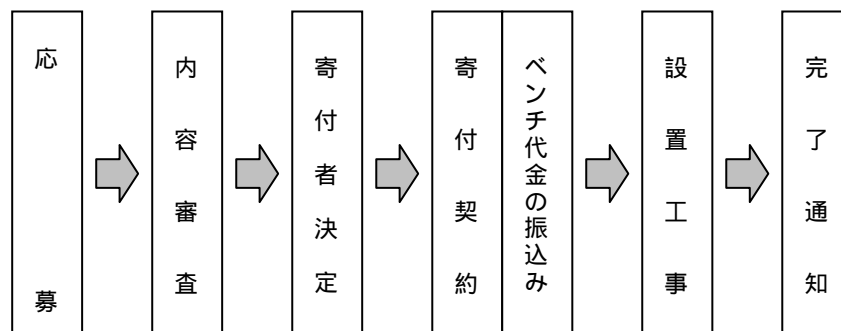 応募
内容審査
寄付者決定
寄付契約
ベンチ代金の振込み
設置工事
完了通知